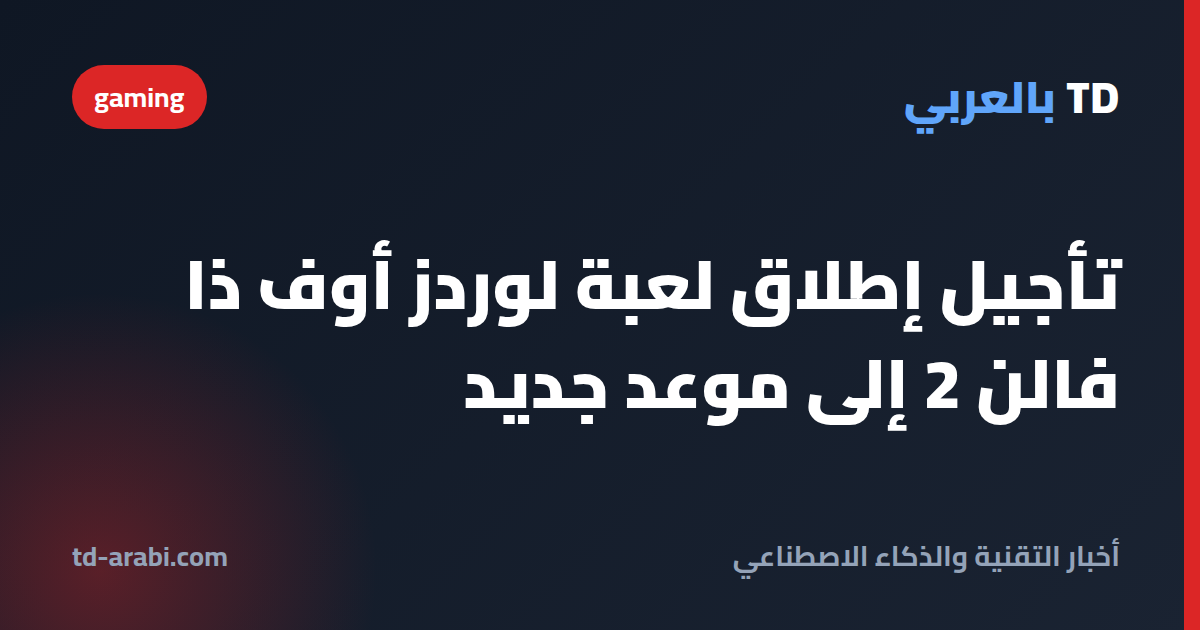 TD بالعربي
gaming
تأجيل إطلاق لعبة لوردز أوف ذا
فالن 2 إلى موعد جديد
أخبار التقنية والذكاء الاصطناعي
td-arabi.com